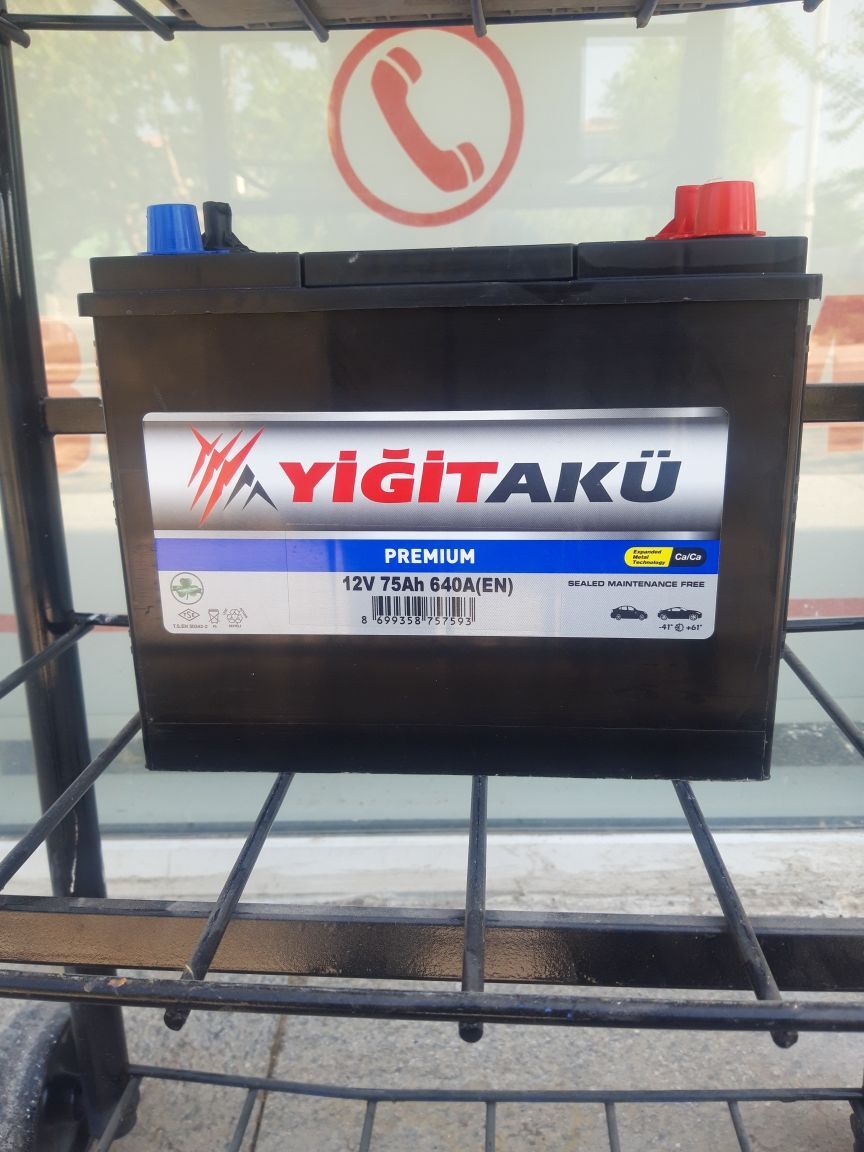 YİĞİTAKÜ
PREMIUM
Expanded
Metal
Technology
Ca/Ca
12V 75Ah 640A(EN)
SEALED MAINTENANCE FREE
8 699358 757593
TSE
-41° +61°